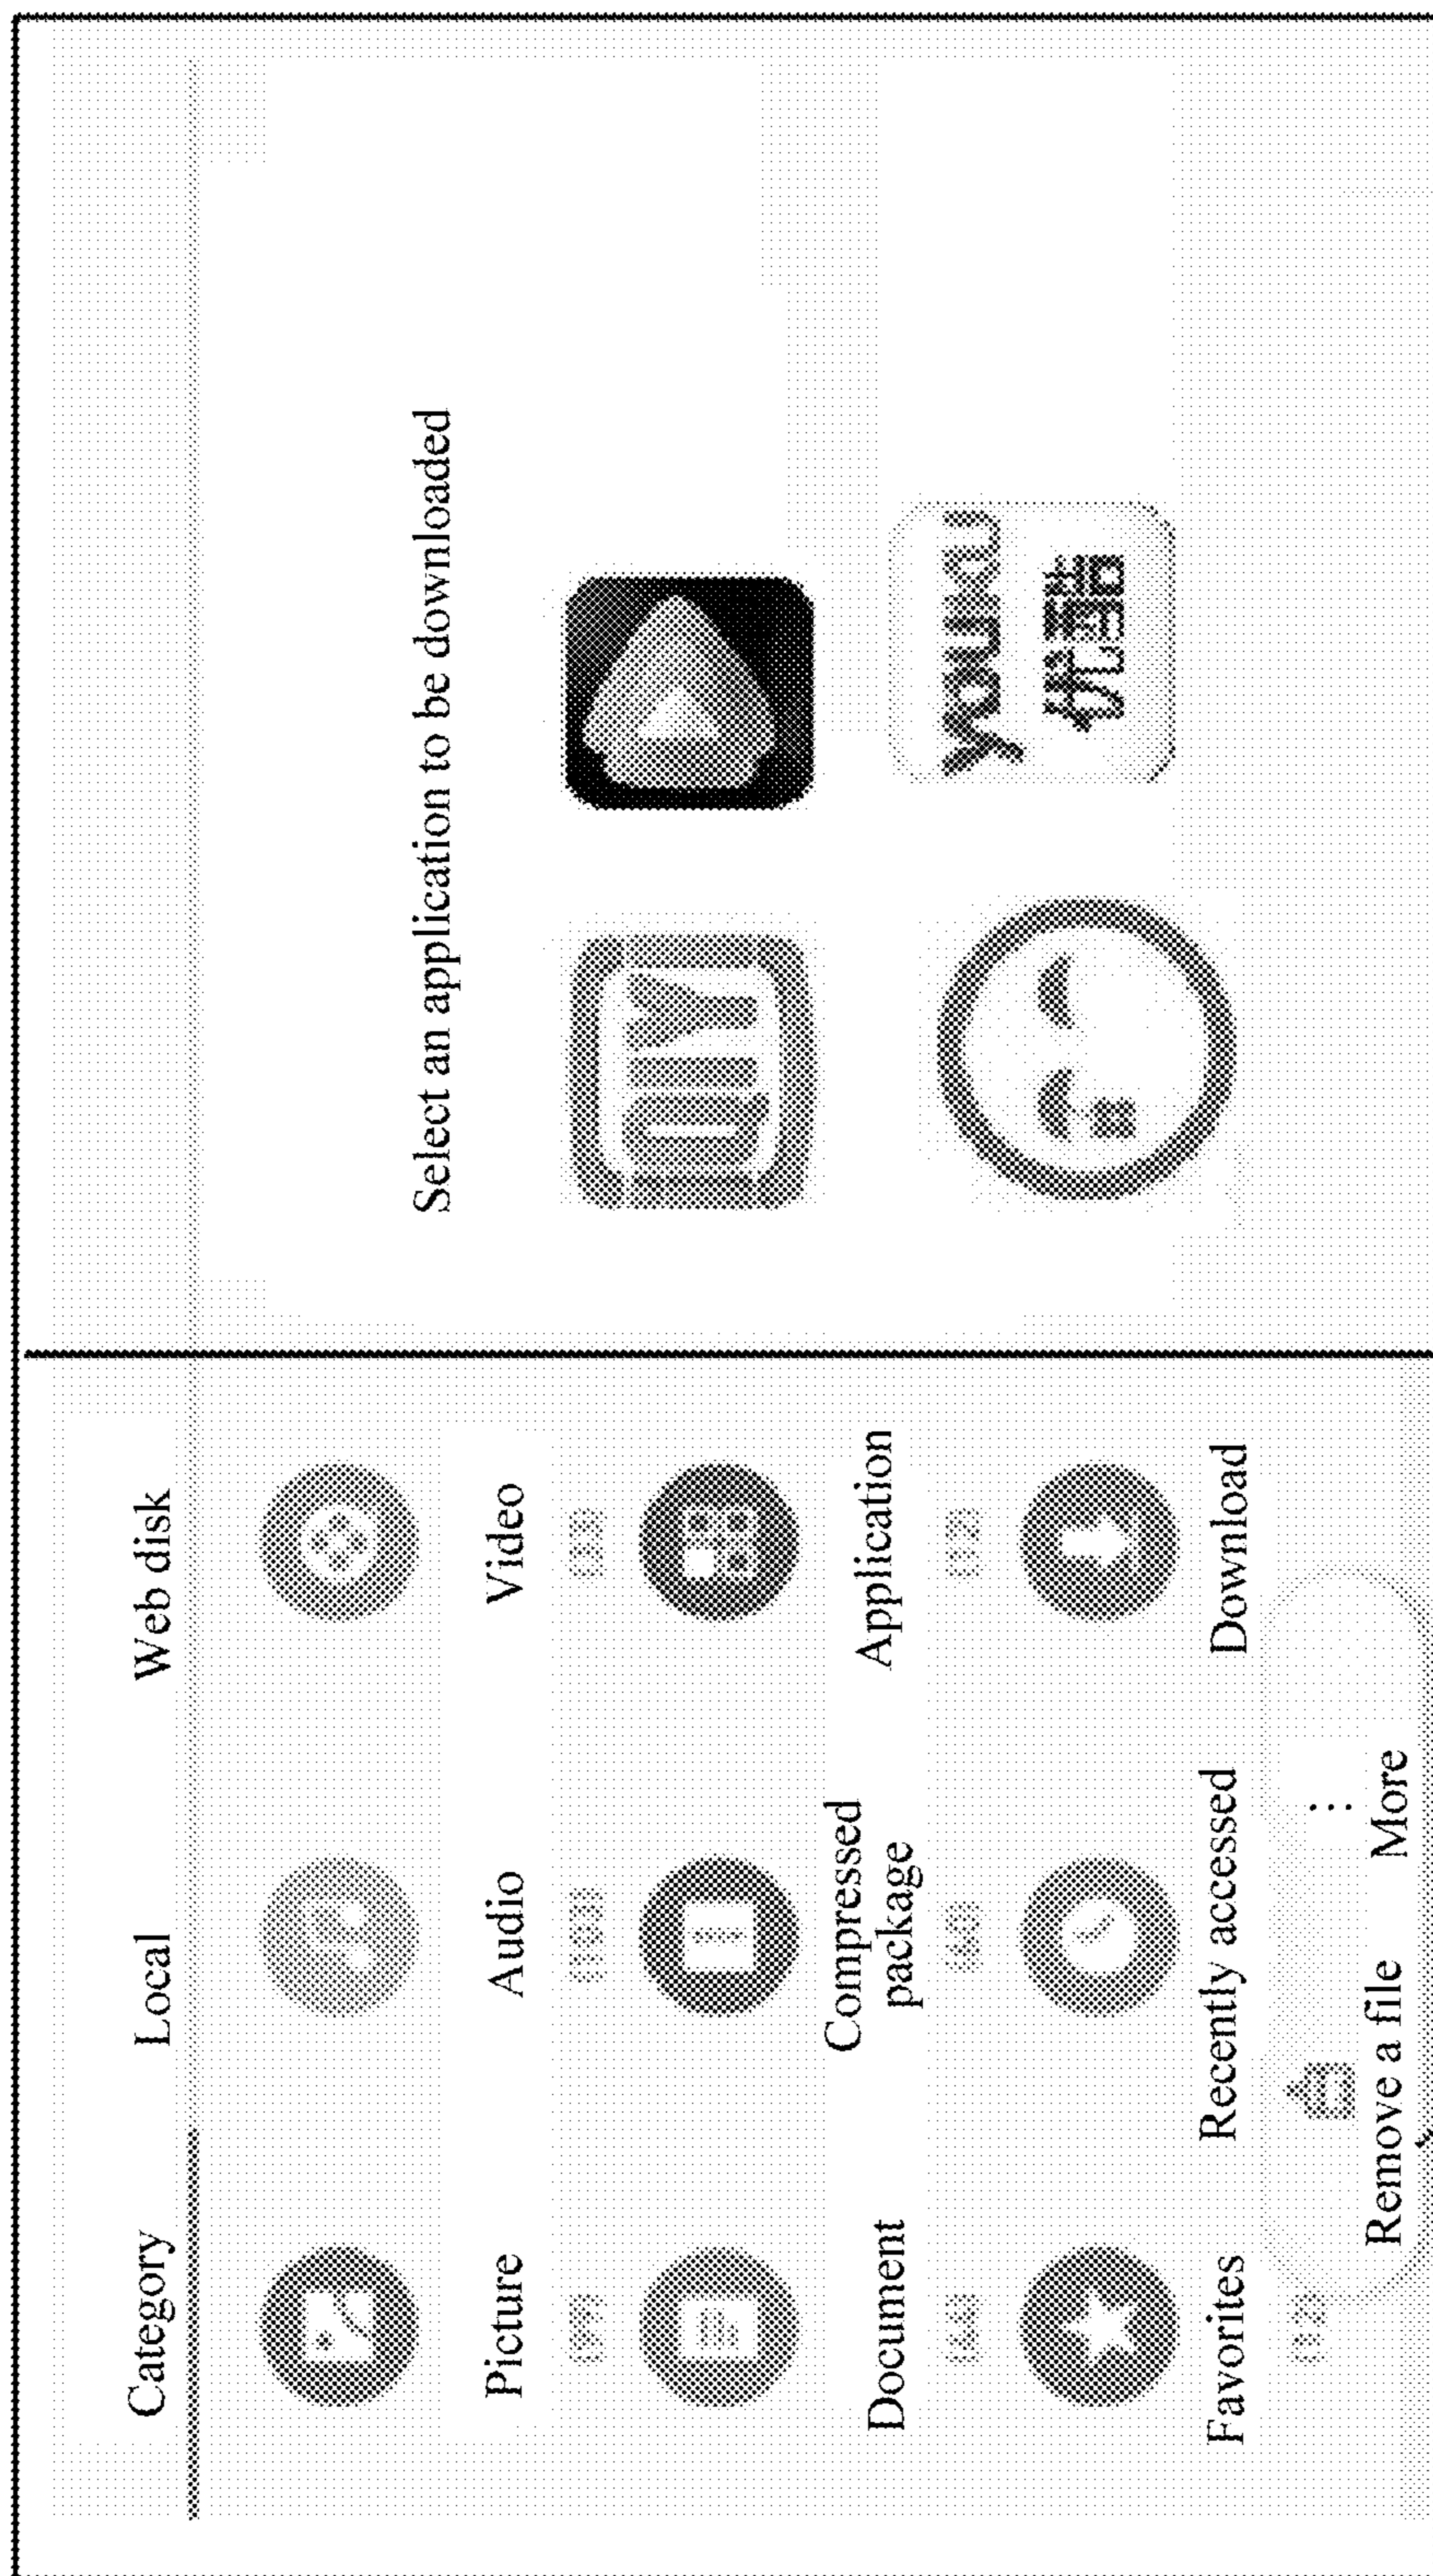 Category Local Web disk
Picture Audio Video
Document Compressed package Application
Favorites Recently accessed Download
Remove a file More
Select an application to be downloaded
QIY
youku
优酷